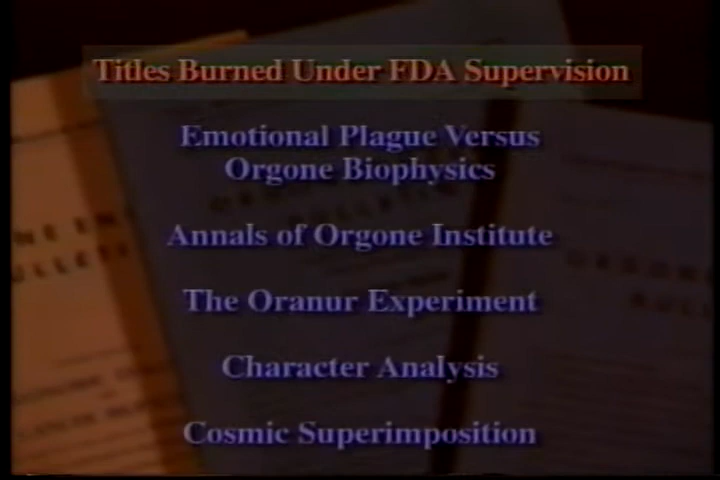 Titles Burned Under FDA Supervision
Emotional Plague Versus
Orgone Biophysics
Annals of Orgone Institute
The Oranur Experiment
Character Analysis
Cosmic Superimposition